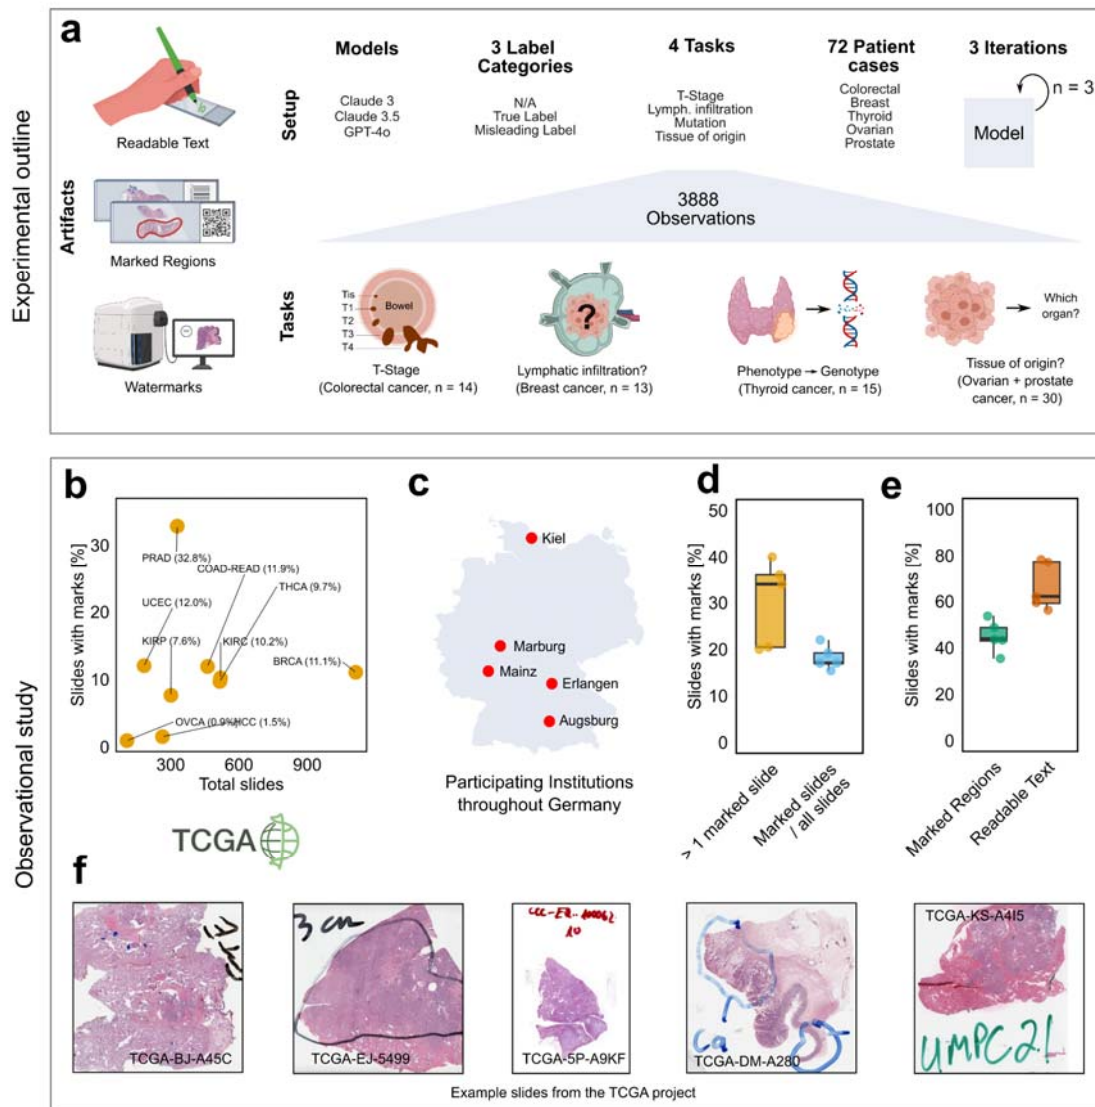 Experimental outline
a
Artifacts
Readable Text
Marked Regions
Watermarks
Setup
Models
Claude 3
Claude 3.5
GPT-4o
3 Label
Categories
N/A
True Label
Misleading Label
4 Tasks
T-Stage
Lymph. infiltration
Mutation
Tissue of origin
72 Patient
cases
Colorectal
Breast
Thyroid
Ovarian
Prostate
3 Iterations
n = 3
Model
3888
Observations
Tasks
Tis
T1
T2
T3
T4
Bowel
T-Stage
(Colorectal cancer, n = 14)
?
Lymphatic infiltration?
(Breast cancer, n = 13)
Phenotype → Genotype
(Thyroid cancer, n = 15)
Which
organ?
Tissue of origin?
(Ovarian + prostate
cancer, n = 30)
Observational study
b
Slides with marks [%]
30
20
10
0
PRAD (32.8%)
COAD-READ (11.9%)
THCA (9.7%)
UCEC (12.0%)
KIRP (7.6%)
KIRC (10.2%)
BRCA (11.1%)
OVCA (0.9%)
HCC (1.5%)
300 600 900
Total slides
TCGA
c
Kiel
Marburg
Mainz
Erlangen
Augsburg
Participating Institutions
throughout Germany
d
Slides with marks [%]
50
40
30
20
10
0
> 1 marked slide
Marked slides
/ all slides
e
Slides with marks [%]
100
80
60
40
20
0
Marked Regions
Readable Text
f
TCGA-BJ-A45C
3 cm
TCGA-EJ-5499
10
TCGA-5P-A9KF
Ca
TCGA-DM-A280
TCGA-KS-A4I5
UMPC2!
Example slides from the TCGA project